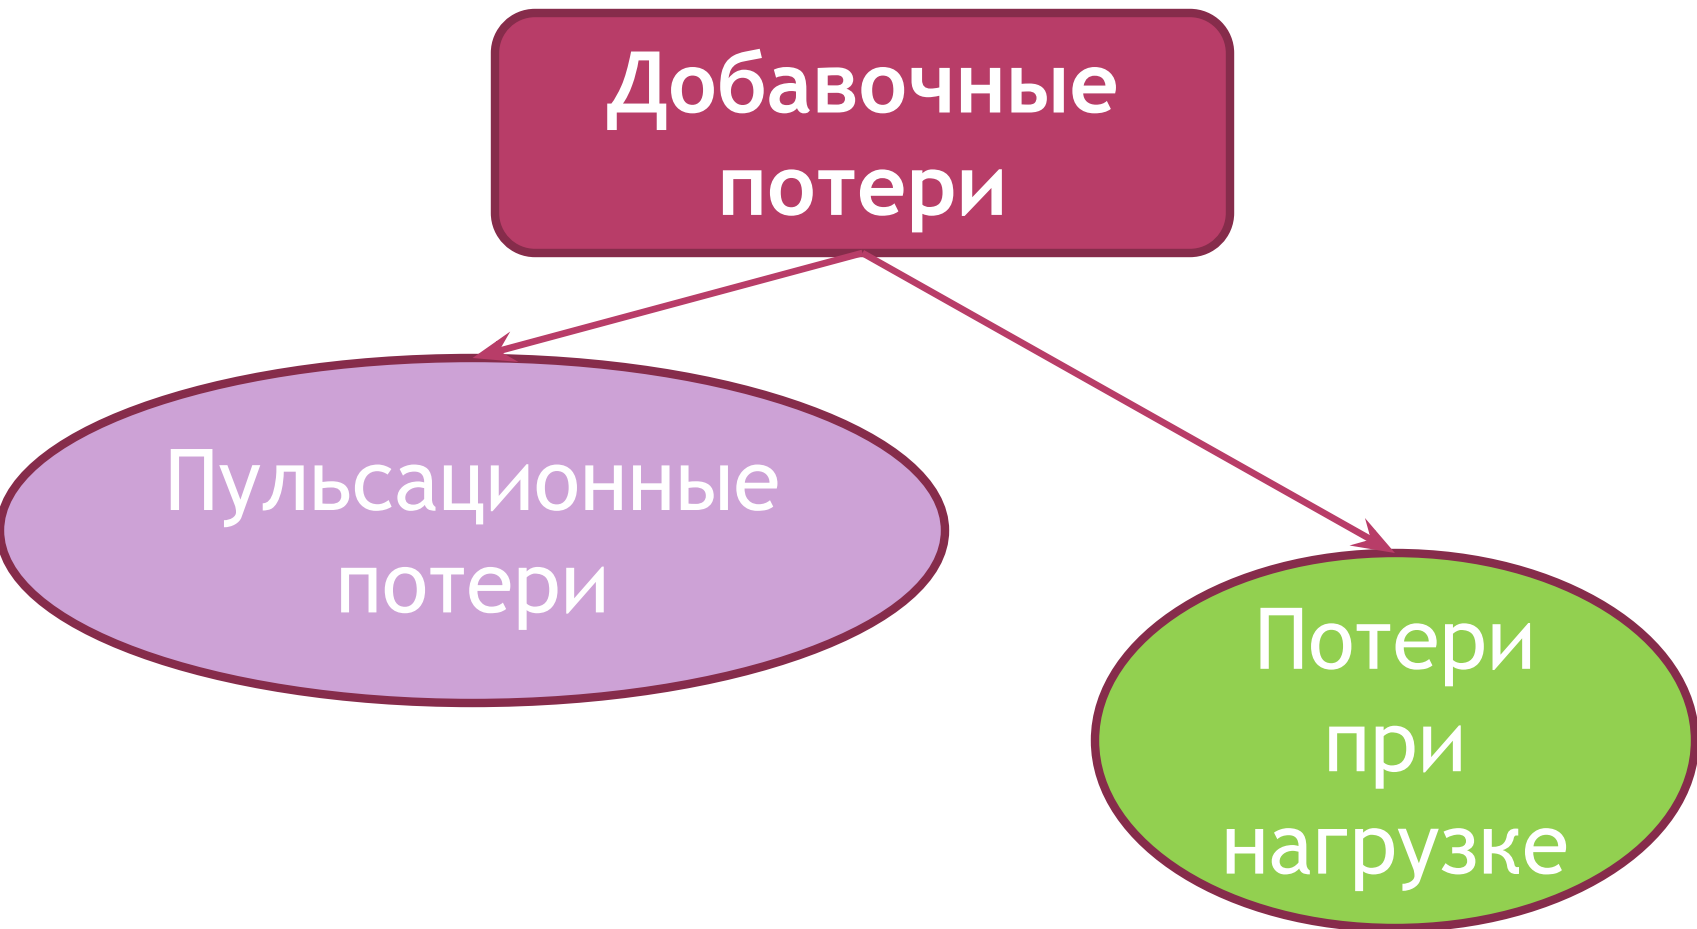 Добавочные
потери
Пульсационные
потери
Потери
при
нагрузке